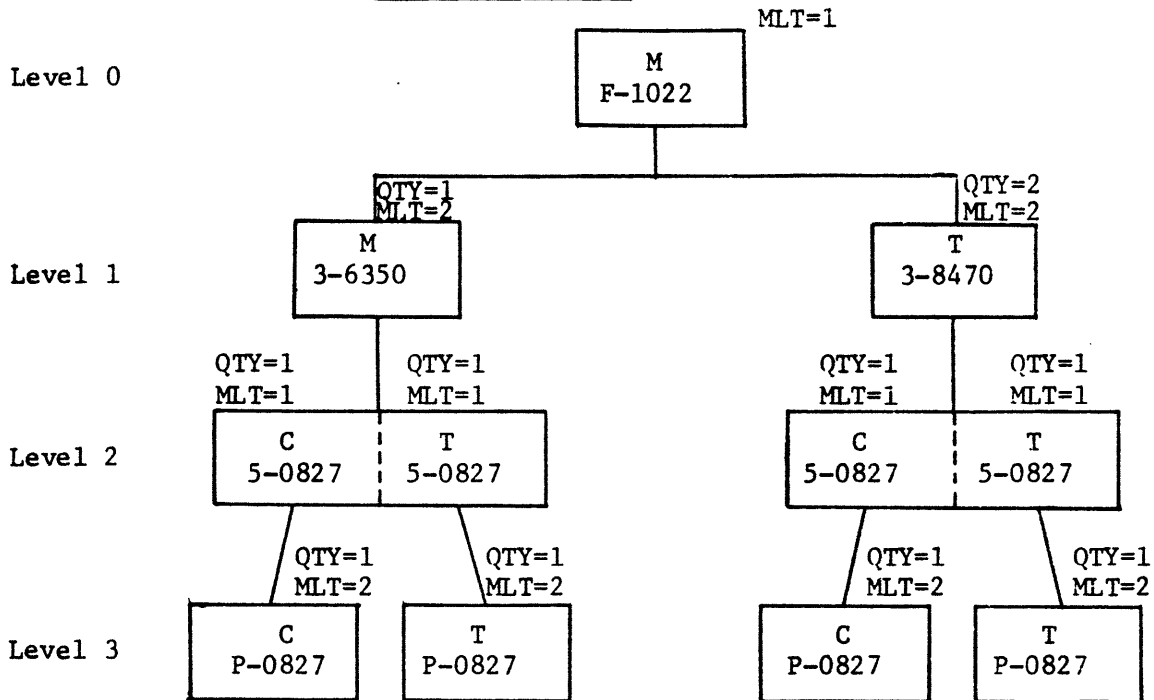 MLT=1
Level 0
M
F-1022
QTY=1
MLT=2
QTY=2
MLT=2
Level 1
M
3-6350
T
3-8470
QTY=1
MLT=1
QTY=1
MLT=1
QTY=1
MLT=1
QTY=1
MLT=1
Level 2
C
5-0827
T
5-0827
C
5-0827
T
5-0827
QTY=1
MLT=2
QTY=1
MLT=2
QTY=1
MLT=2
QTY=1
MLT=2
Level 3
C
P-0827
T
P-0827
C
P-0827
T
P-0827